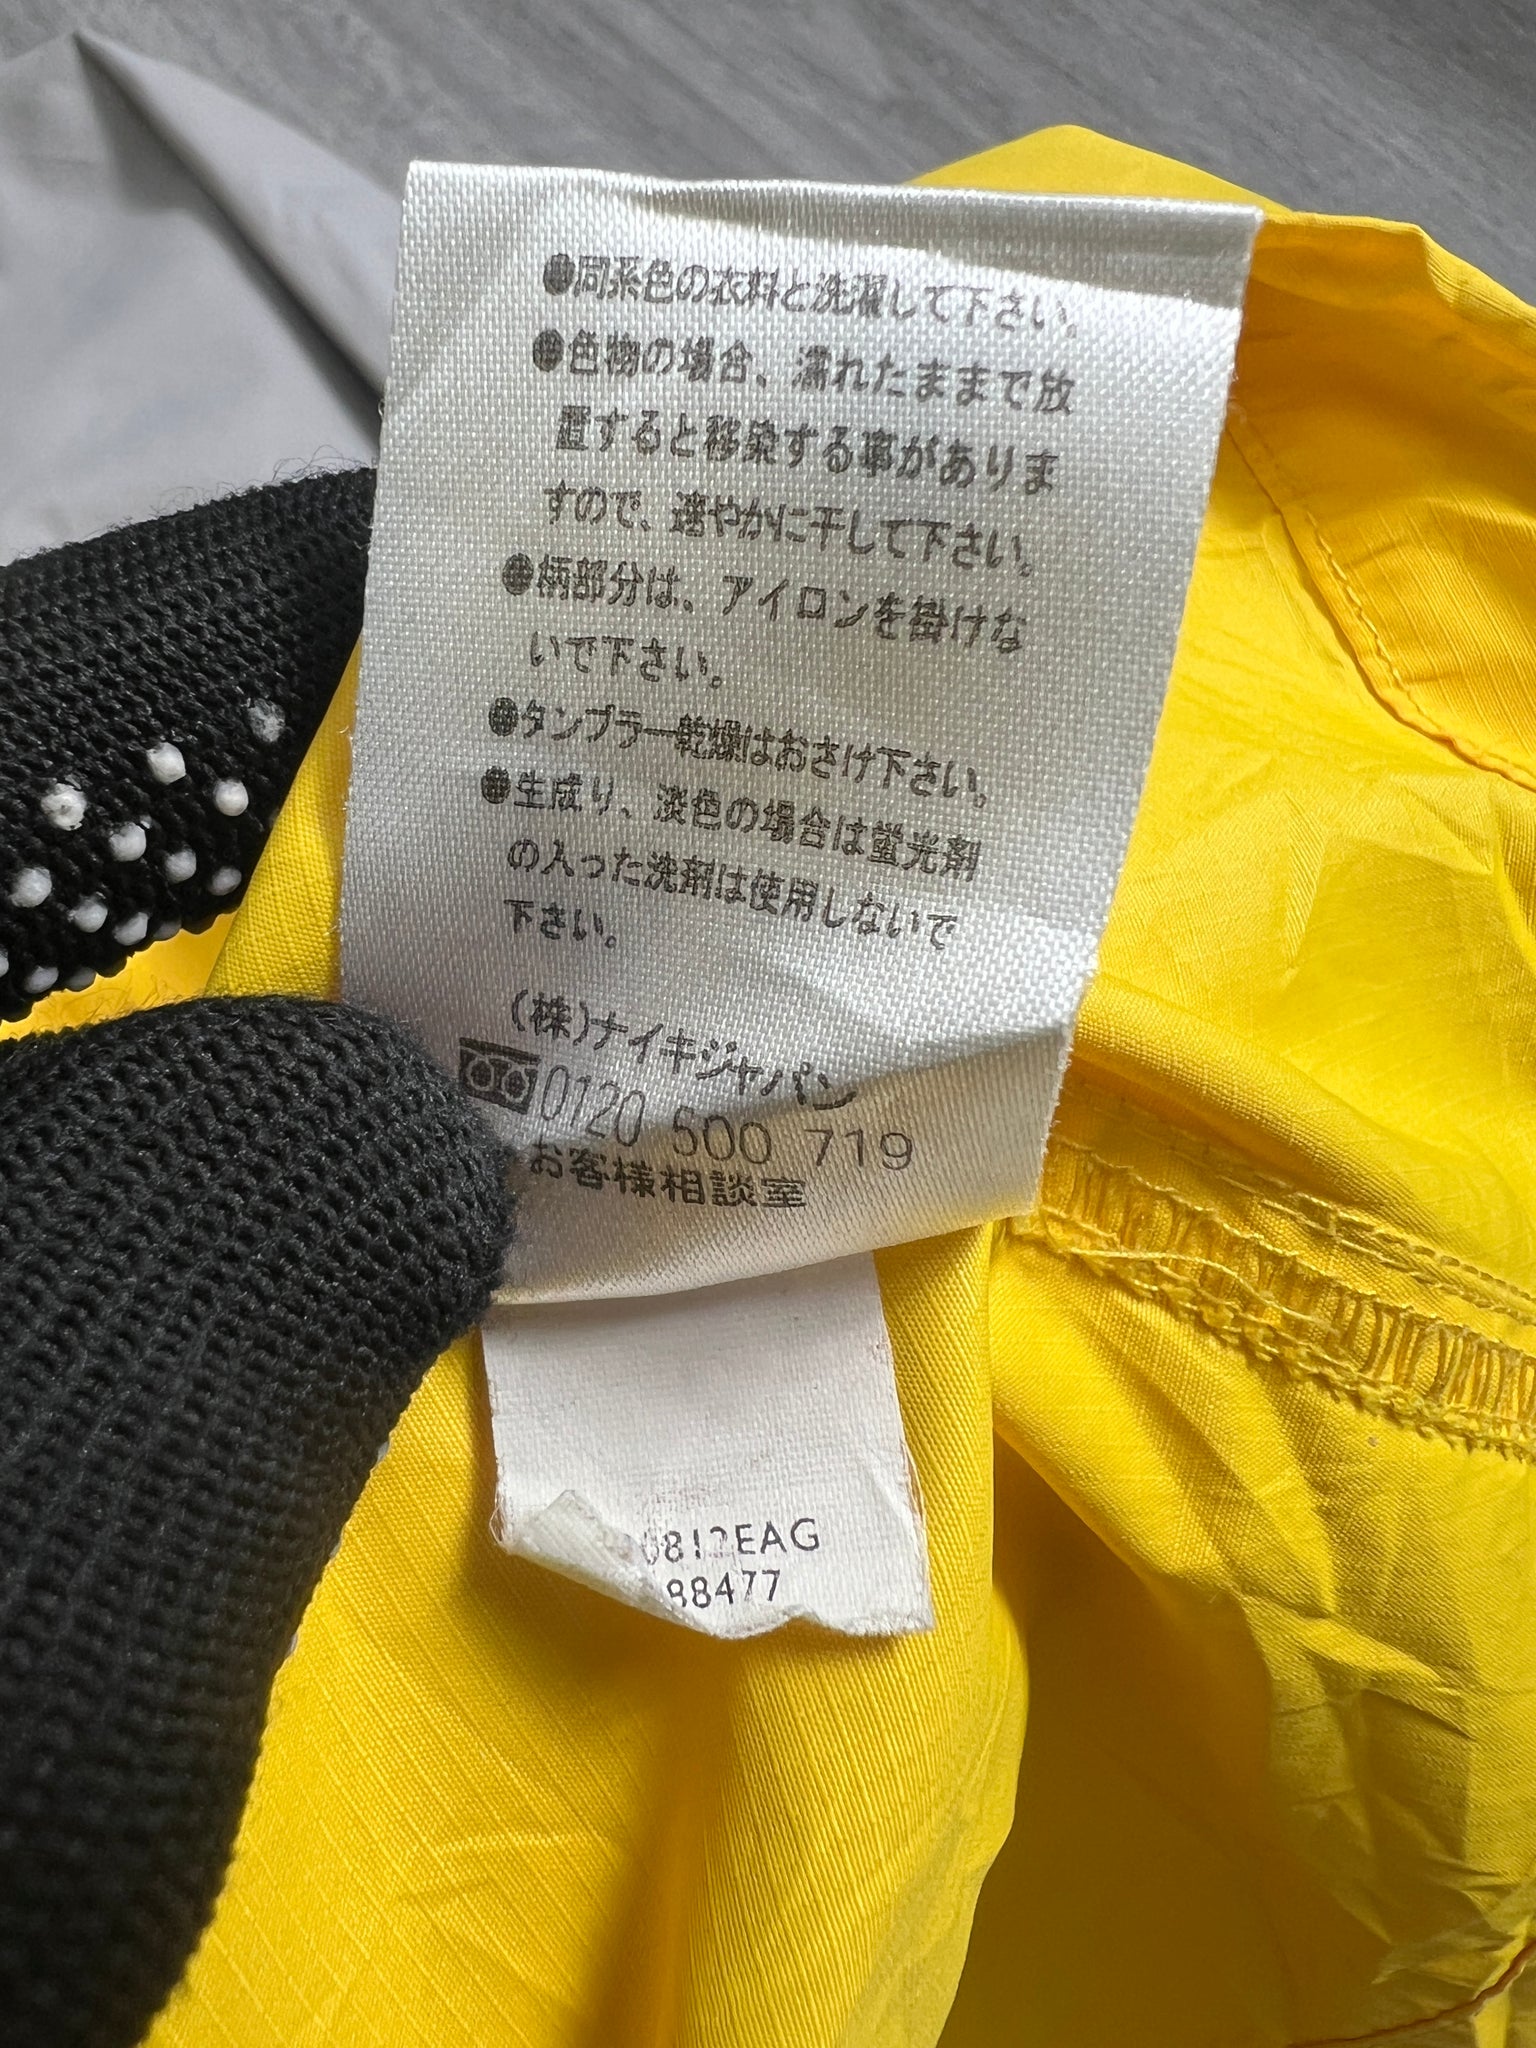 ●同系色の衣料と洗濯して下さい。
●色物の場合、濡れたままで放
置すると移染する事がありま
すので、速やかに干して下さい。
●柄部分は、アイロンを掛けな
いで下さい。
●タンブラー乾燥はおさけ下さい。
●生成り、淡色の場合は蛍光剤
の入った洗剤は使用しないで
下さい。
(株)ナイキジャパン
0120 500 719
お客様相談室
0812EAG
88477